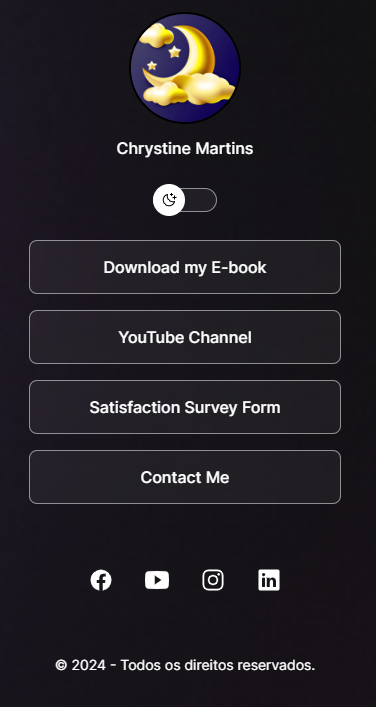 Chrystine Martins
Download my E-book
YouTube Channel
Satisfaction Survey Form
Contact Me
© 2024 - Todos os direitos reservados.